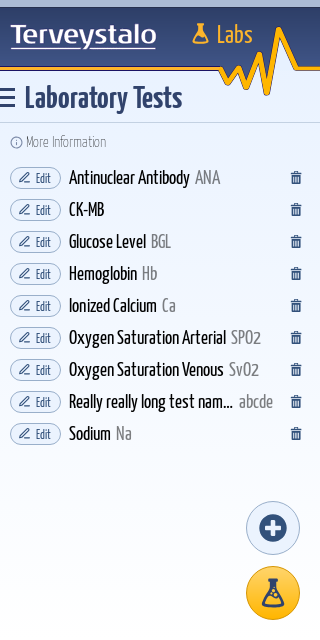 Terveystalo Labs
Laboratory Tests
More Information
Edit Antinuclear Antibody ANA
Edit CK-MB
Edit Glucose Level BGL
Edit Hemoglobin Hb
Edit Ionized Calcium Ca
Edit Oxygen Saturation Arterial SPO2
Edit Oxygen Saturation Venous SvO2
Edit Really really long test nam... abcde
Edit Sodium Na